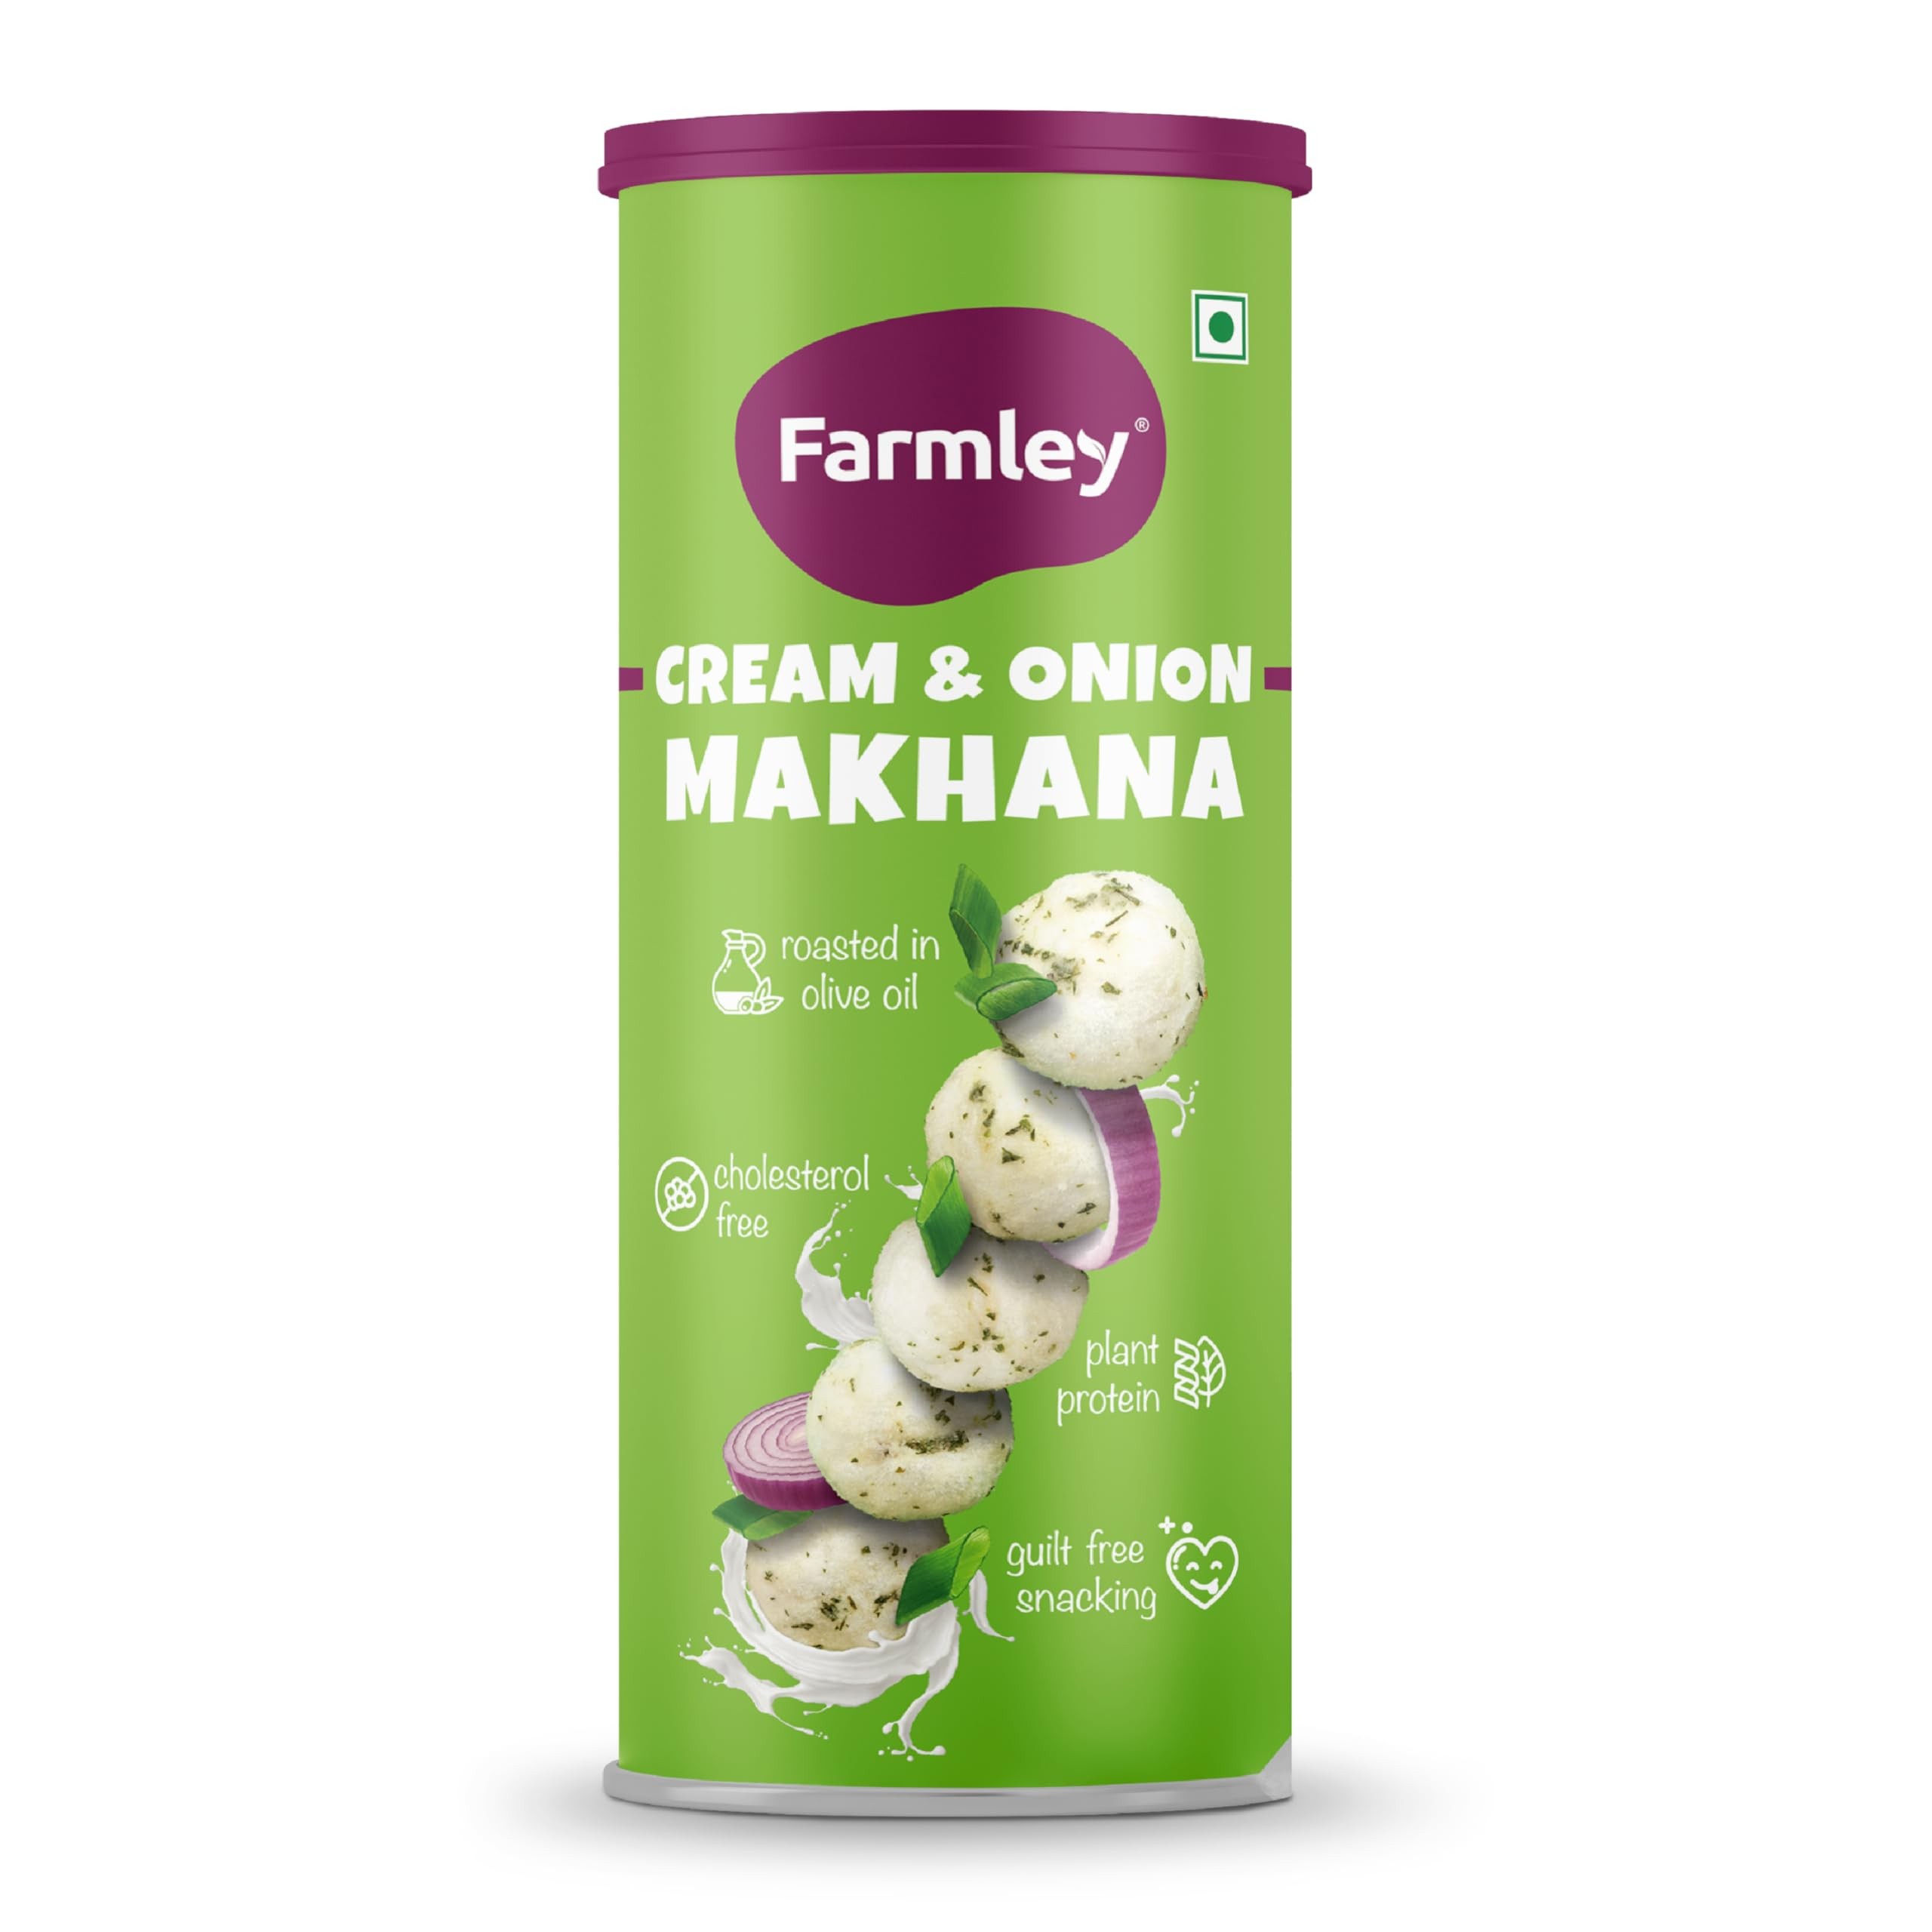 Farmley®
CREAM & ONION
MAKHANA
roasted in
olive oil
cholesterol
free
plant
protein
guilt free
snacking